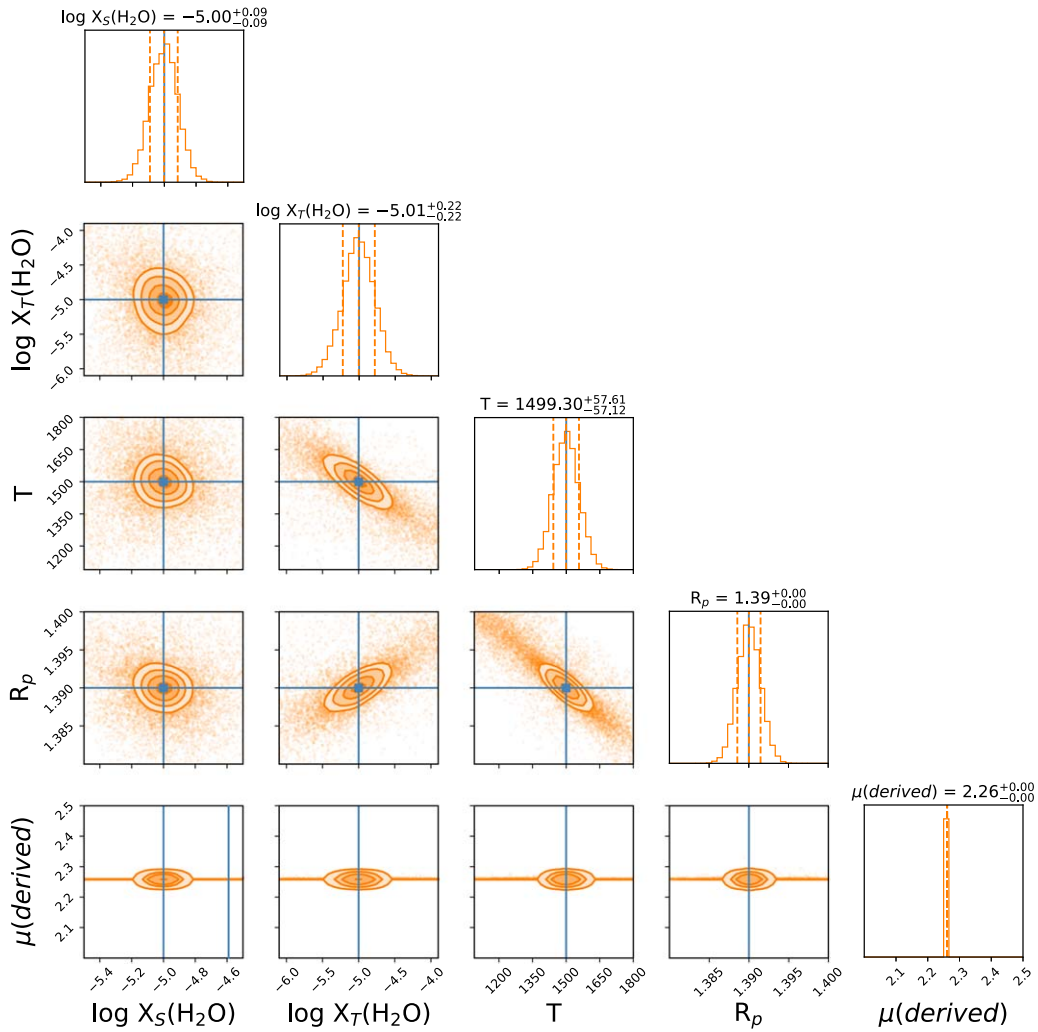 log X_S(H₂O) = −5.00^{+0.09}_{−0.09}
log X_T(H₂O) = −5.01^{+0.22}_{−0.22}
log X_T(H₂O)
−4.0
−4.5
−5.0
−5.5
−6.0
T = 1499.30^{+57.61}_{−57.12}
T
1800
1650
1500
1350
1200
R_p = 1.39^{+0.00}_{−0.00}
R_p
1.400
1.395
1.390
1.385
μ(derived) = 2.26^{+0.00}_{−0.00}
μ(derived)
2.5
2.4
2.3
2.2
2.1
−5.4 −5.2 −5.0 −4.8 −4.6
−6.0 −5.5 −5.0 −4.5 −4.0
1200 1350 1500 1650 1800
1.385 1.390 1.395 1.400
2.1 2.2 2.3 2.4 2.5
log X_S(H₂O)
log X_T(H₂O)
T
R_p
μ(derived)